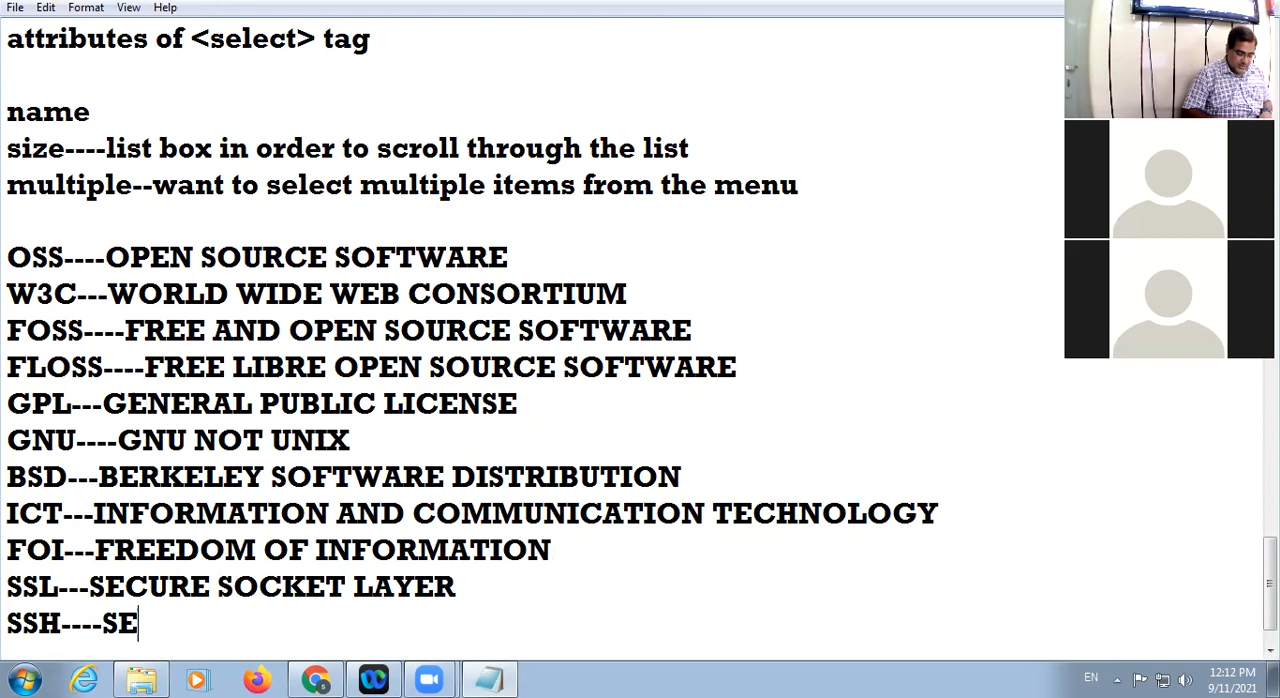 File Edit Format View Help
attributes of <select> tag
name
size----list box in order to scroll through the list
multiple--want to select multiple items from the menu
OSS----OPEN SOURCE SOFTWARE
W3C---WORLD WIDE WEB CONSORTIUM
FOSS----FREE AND OPEN SOURCE SOFTWARE
FLOSS----FREE LIBRE OPEN SOURCE SOFTWARE
GPL---GENERAL PUBLIC LICENSE
GNU----GNU NOT UNIX
BSD---BERKELEY SOFTWARE DISTRIBUTION
ICT---INFORMATION AND COMMUNICATION TECHNOLOGY
FOI---FREEDOM OF INFORMATION
SSL---SECURE SOCKET LAYER
SSH----SE
EN
12:12 PM
9/11/2021